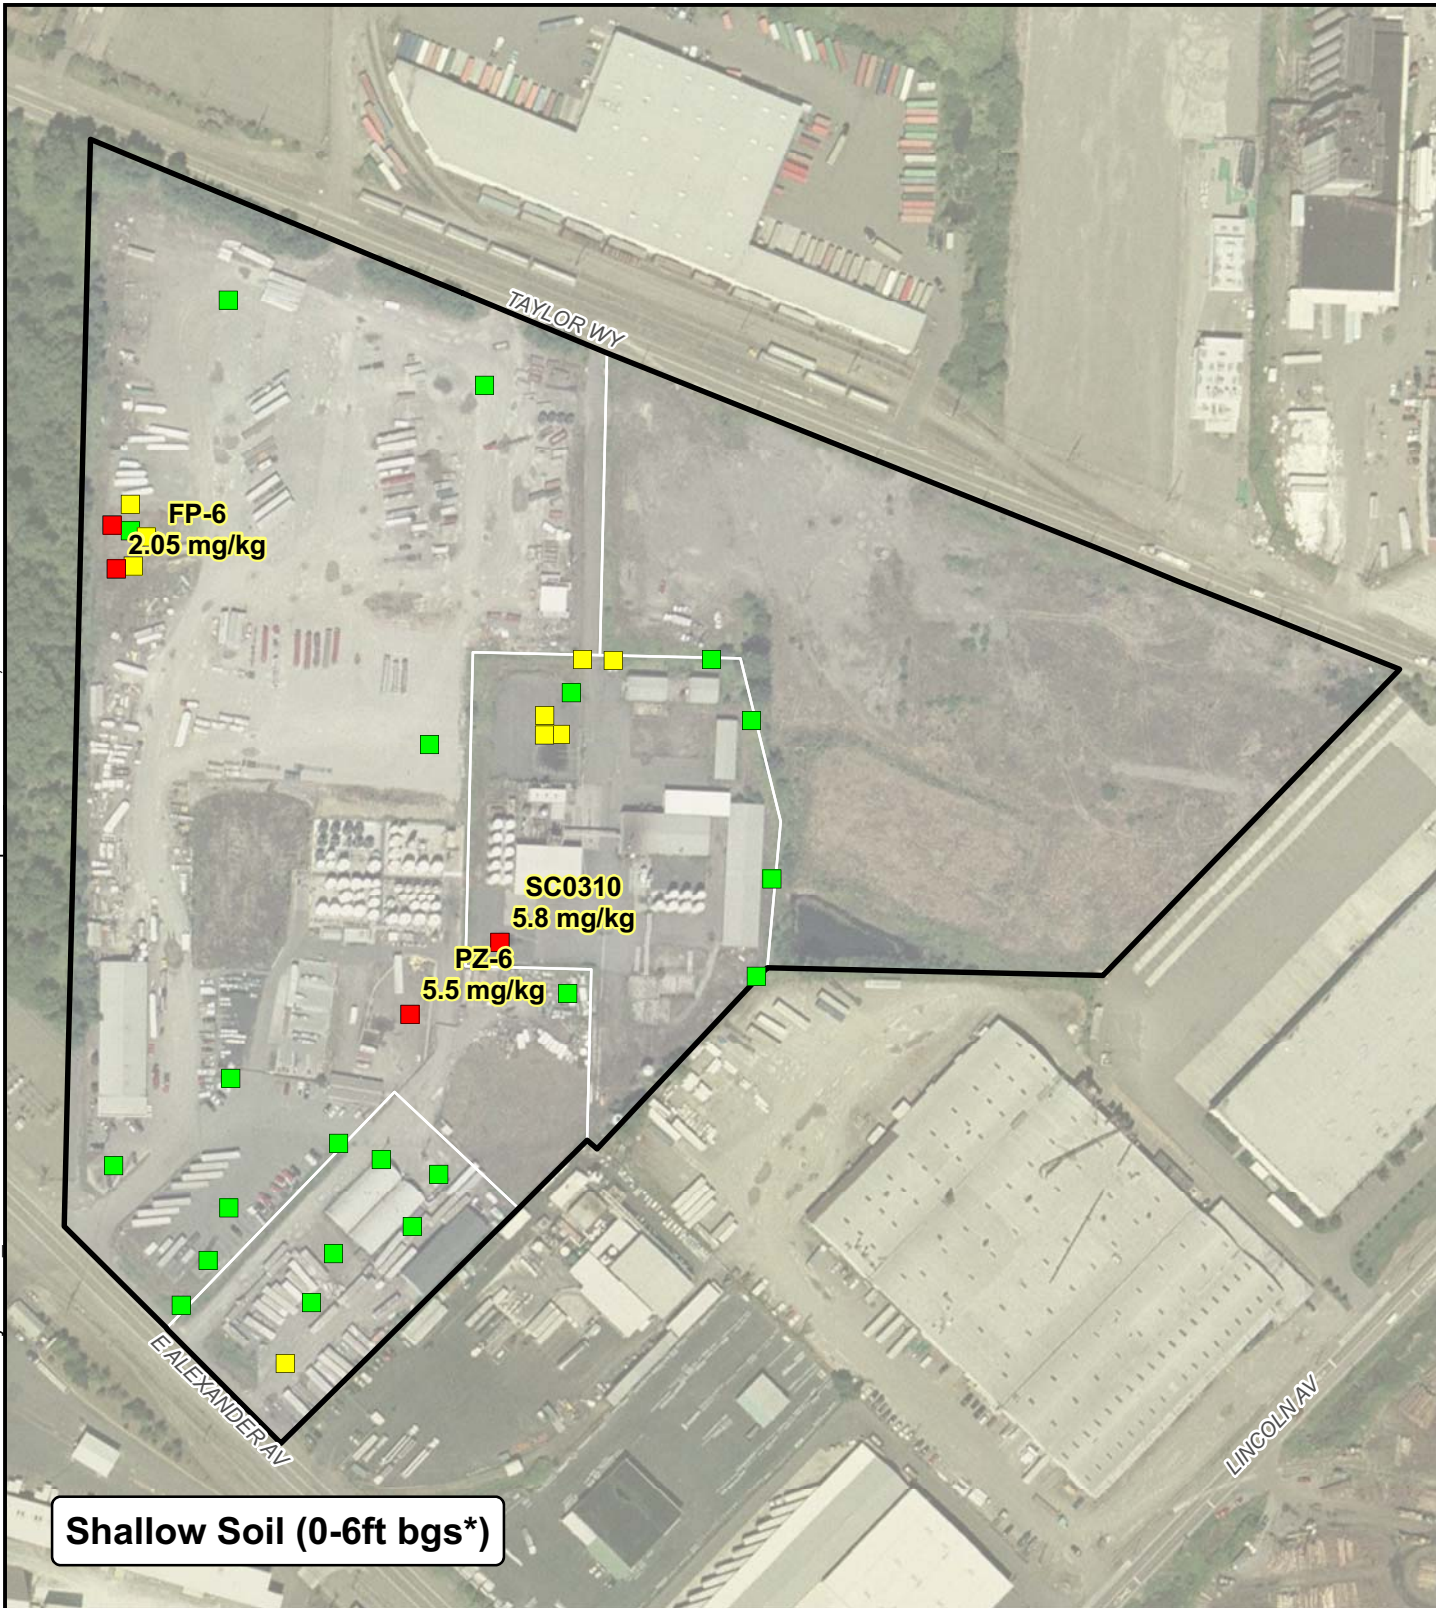 TAYLOR WY
FP-6
2.05 mg/kg
SC0310
5.8 mg/kg
PZ-6
5.5 mg/kg
E ALEXANDER AV
LINCOLN AV
Shallow Soil (0-6ft bgs*)